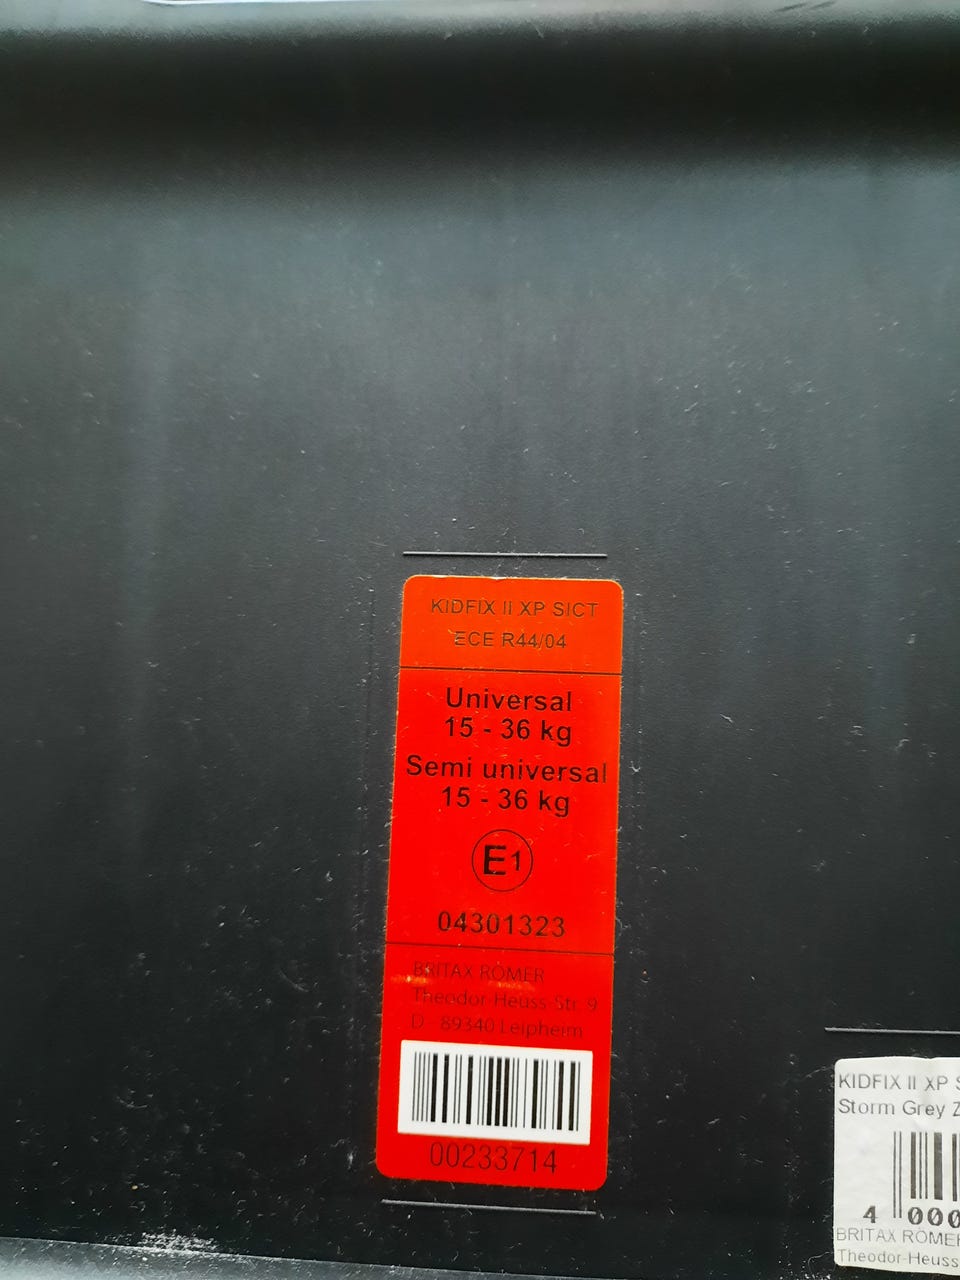 KIDFIX II XP SICT
ECE R44/04
Universal
15 - 36 kg
Semi universal
15 - 36 kg
E1
04301323
BRITAX RÖMER
Theodor-Heuss-Str. 9
D - 89340 Leipheim
00233714
KIDFIX II XP
Storm Grey
4 000
BRITAX RÖMER
Theodor-Heuss